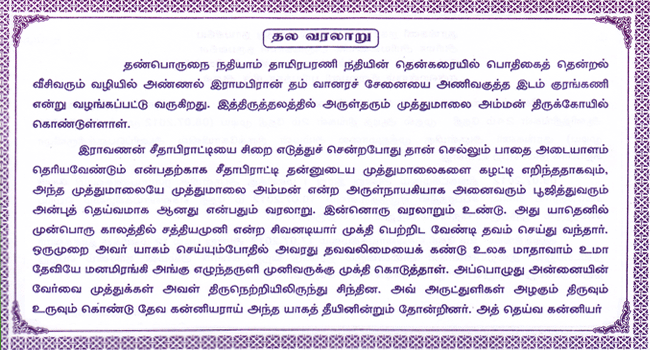 தல வரலாறு
தண்பொருநை நதியாம் தாமிரபரணி நதியின் தென்கரையில் பொதிகைத் தென்றல்
வீசிவரும் வழியில் அண்ணல் இராமபிரான் தம் வானரச் சேனையை அணிவகுத்த இடம் குரங்கணி
என்று வழங்கப்பட்டு வருகிறது. இத்திருத்தலத்தில் அருள்தரும் முத்துமாலை அம்மன் திருக்கோயில்
கொண்டுள்ளாள்.
இராவணன் சீதாபிராட்டியை சிறை எடுத்துச் சென்றபோது தான் செல்லும் பாதை அடையாளம்
தெரியவேண்டும் என்பதற்காக சீதாபிராட்டி தன்னுடைய முத்துமாலைகளை கழட்டி எறிந்ததாகவும்,
அந்த முத்துமாலையே முத்துமாலை அம்மன் என்ற அருள்நாயகியாக அனைவரும் பூஜித்துவரும்
அன்புத் தெய்வமாக ஆனது என்பதும் வரலாறு. இன்னொரு வரலாறும் உண்டு. அது யாதெனில்
முன்பொரு காலத்தில் சத்தியமுனி என்ற சிவனடியார் முக்தி பெற்றிட வேண்டி தவம் செய்து வந்தார்.
ஒருமுறை அவர் யாகம் செய்யும்போதில் அவரது தவவலிமையைக் கண்டு உலக மாதாவாம் உமா
தேவியே மனமிரங்கி அங்கு எழுந்தருளி முனிவருக்கு முக்தி கொடுத்தாள். அப்பொழுது அன்னையின்
வேர்வை முத்துக்கள் அவள் திருநெற்றியிலிருந்து சிந்தின. அவ் அருட்துளிகள் அழகும் திருவும்
உருவும் கொண்டு தேவ கன்னியராய் அந்த யாகத் தீயினின்றும் தோன்றினர். அத் தெய்வ கன்னியர்